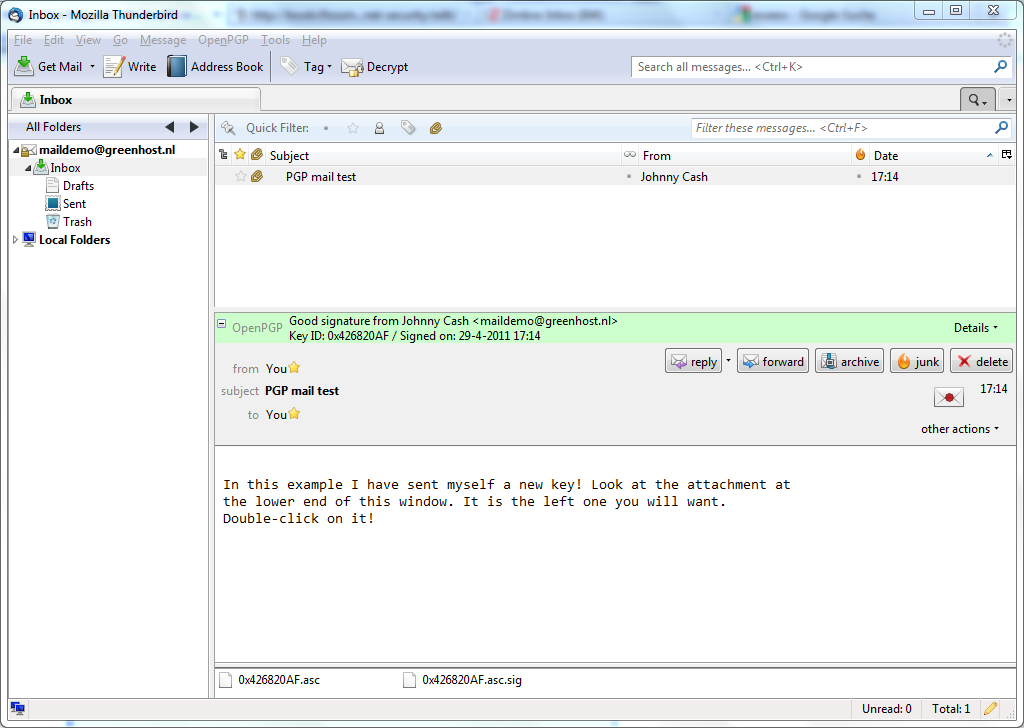 Inbox - Mozilla Thunderbird
File Edit View Go Message OpenPGP Tools Help
Get Mail Write Address Book Tag Decrypt Search all messages... <Ctrl+K>
Inbox
All Folders Quick Filter: Filter these messages... <Ctrl+F>
maildemo@greenhost.nl Subject From Date
Inbox PGP mail test Johnny Cash 17:14
Drafts
Sent
Trash
Local Folders
OpenPGP Good signature from Johnny Cash <maildemo@greenhost.nl> Details
Key ID: 0x426820AF / Signed on: 29-4-2011 17:14
reply forward archive junk delete
from You
subject PGP mail test 17:14
to You
other actions
In this example I have sent myself a new key! Look at the attachment at
the lower end of this window. It is the left one you will want.
Double-click on it!
0x426820AF.asc 0x426820AF.asc.sig
Unread: 0 Total: 1